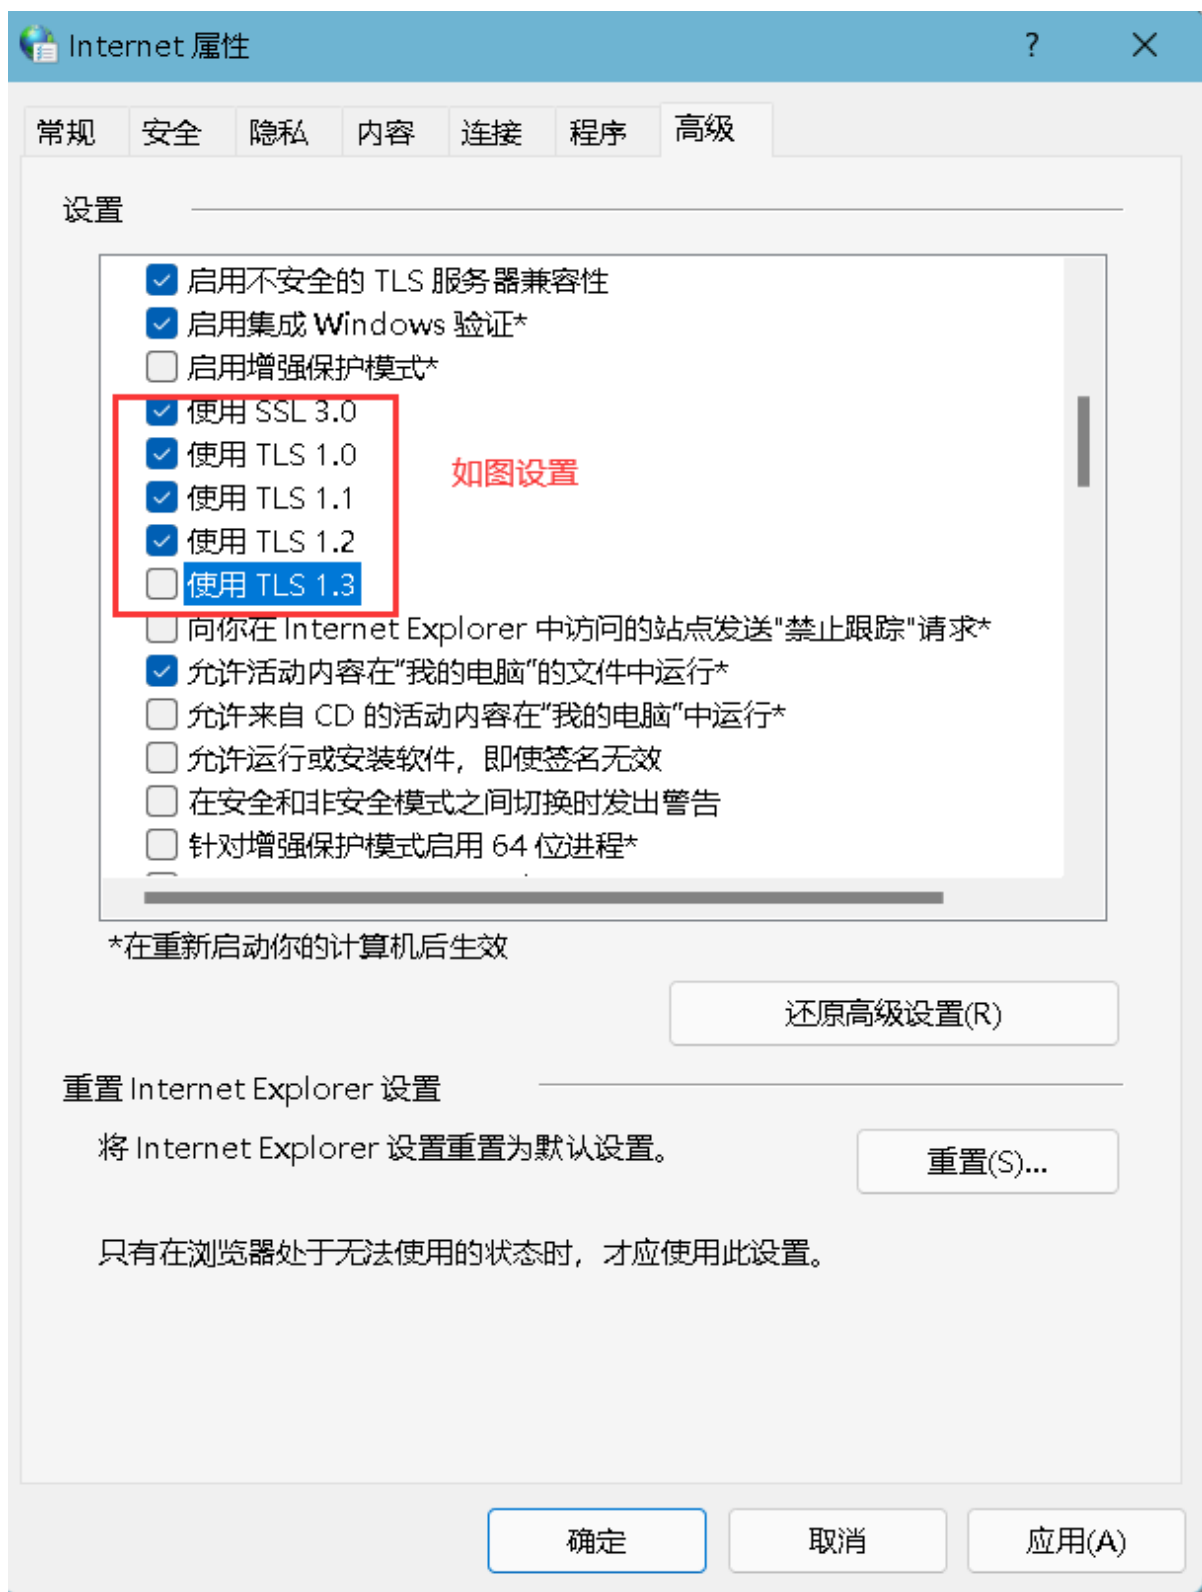 Internet 属性
?
常规 安全 隐私 内容 连接 程序 高级
设置
启用不安全的 TLS 服务器兼容性
启用集成 Windows 验证*
启用增强保护模式*
使用 SSL 3.0
使用 TLS 1.0
如图设置
使用 TLS 1.1
使用 TLS 1.2
使用 TLS 1.3
向你在 Internet Explorer 中访问的站点发送"禁止跟踪"请求*
允许活动内容在"我的电脑"的文件中运行*
允许来自 CD 的活动内容在"我的电脑"中运行*
允许运行或安装软件，即使签名无效
在安全和非安全模式之间切换时发出警告
针对增强保护模式启用 64 位进程*
*在重新启动你的计算机后生效
还原高级设置(R)
重置 Internet Explorer 设置
将 Internet Explorer 设置重置为默认设置。
重置(S)...
只有在浏览器处于无法使用的状态时，才应使用此设置。
确定 取消 应用(A)